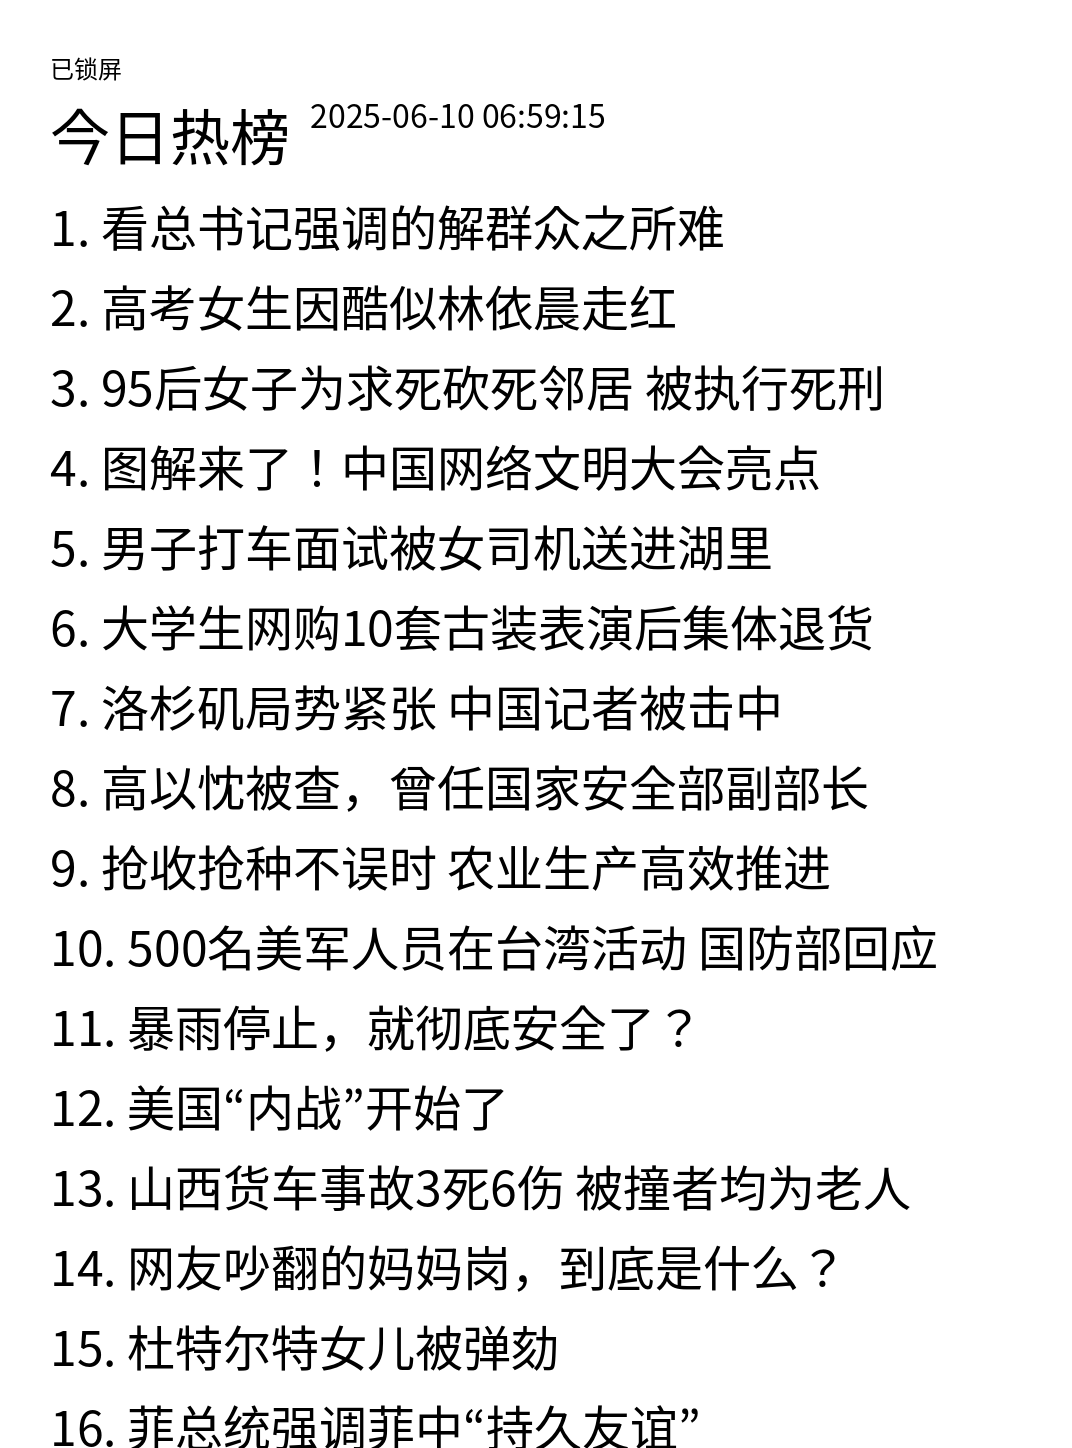 已锁屏
今日热榜 2025-06-10 06:59:15
1. 看总书记强调的解群众之所难
2. 高考女生因酷似林依晨走红
3. 95后女子为求死砍死邻居 被执行死刑
4. 图解来了！中国网络文明大会亮点
5. 男子打车面试被女司机送进湖里
6. 大学生网购10套古装表演后集体退货
7. 洛杉矶局势紧张 中国记者被击中
8. 高以忱被查，曾任国家安全部副部长
9. 抢收抢种不误时 农业生产高效推进
10. 500名美军人员在台湾活动 国防部回应
11. 暴雨停止，就彻底安全了？
12. 美国“内战”开始了
13. 山西货车事故3死6伤 被撞者均为老人
14. 网友吵翻的妈妈岗，到底是什么？
15. 杜特尔特女儿被弹劾
16. 菲总统强调菲中“持久友谊”